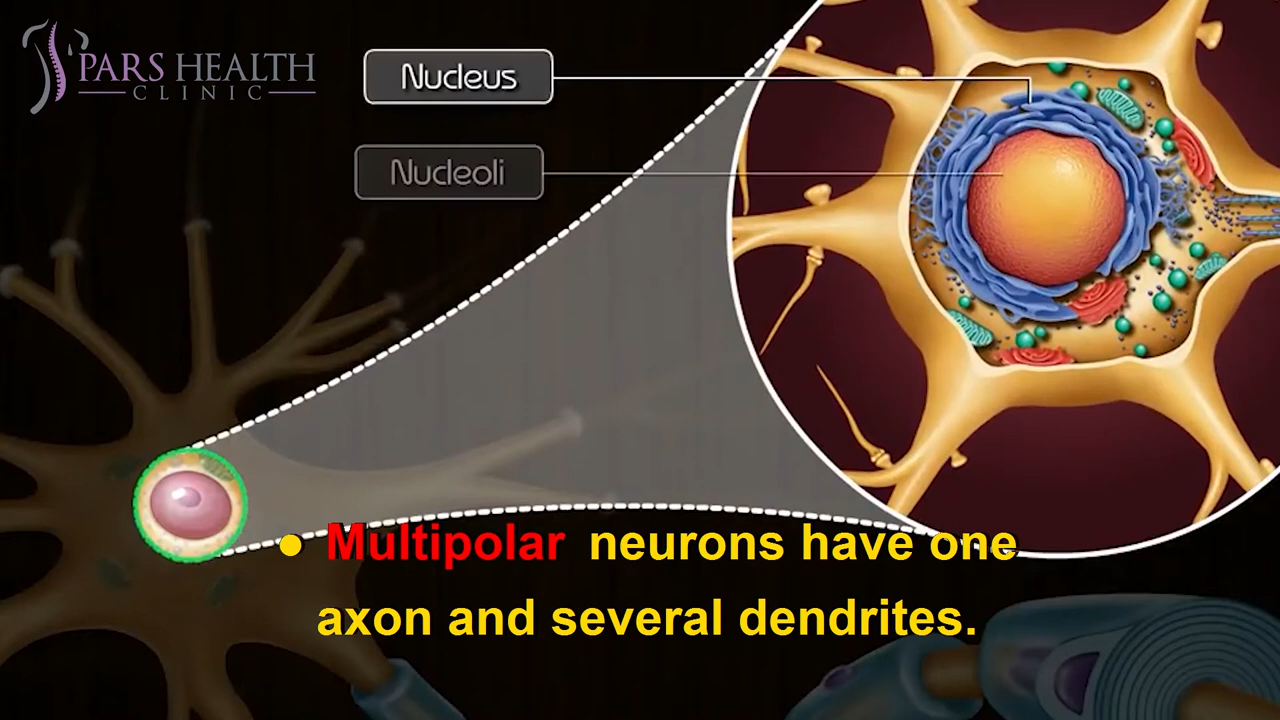 PARS HEALTH
CLINIC
Nucleus
Nucleoli
• Multipolar neurons have one
axon and several dendrites.